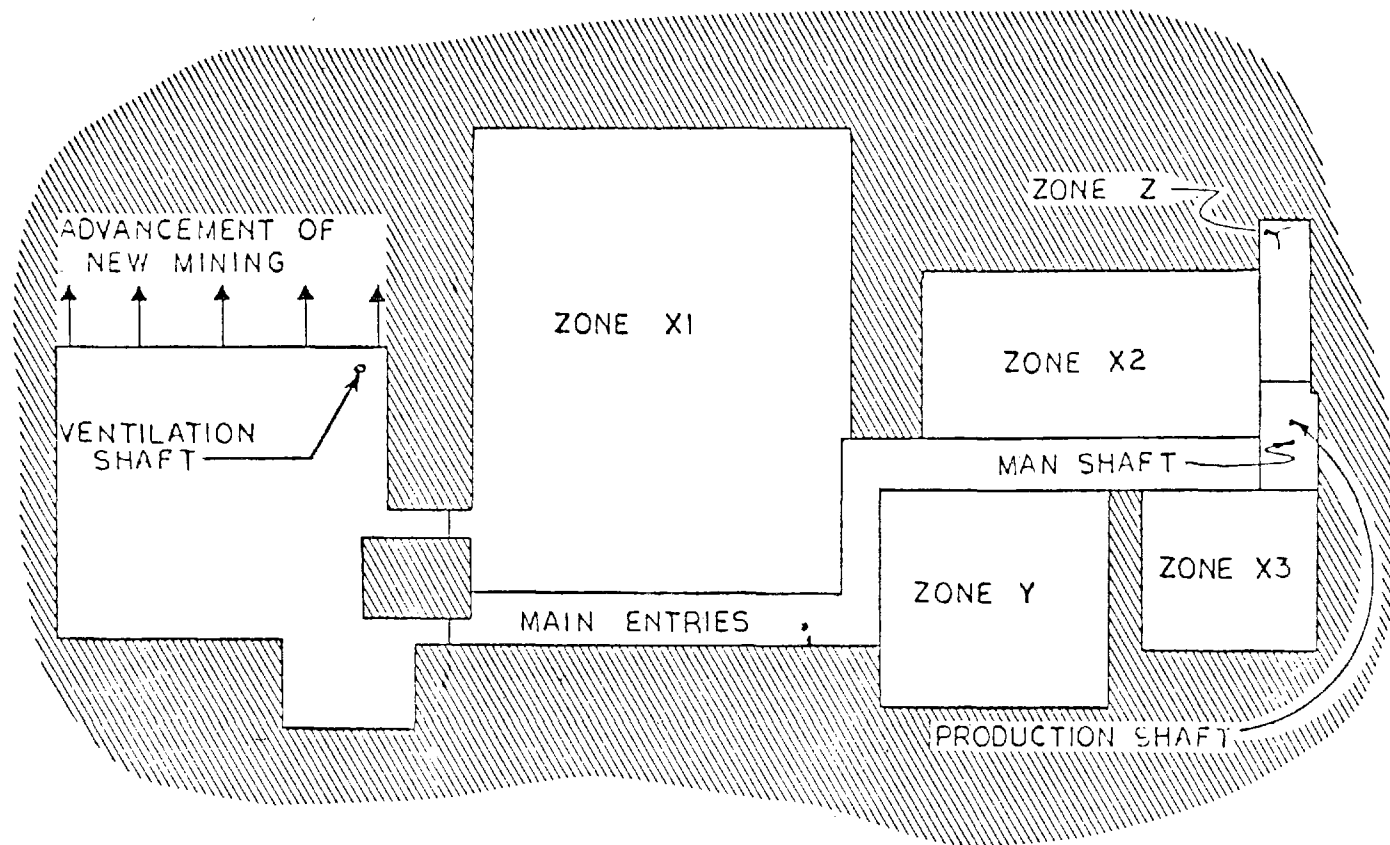 ZONE Z
ADVANCEMENT OF
NEW MINING
ZONE X1
ZONE X2
VENTILATION
SHAFT
MAN SHAFT
ZONE X3
ZONE Y
MAIN ENTRIES
PRODUCTION SHAFT